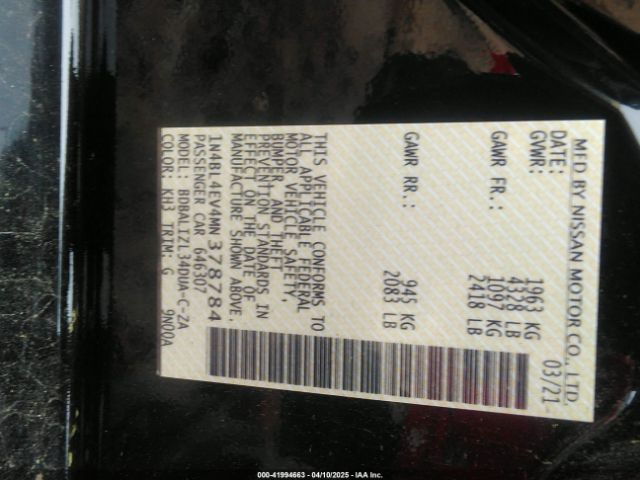 MFD BY NISSAN MOTOR CO., LTD.
DATE: 03/21
GVWR: 1963 KG
4328 LB
GAWR FR.: 1097 KG
2418 LB
GAWR RR.: 945 KG
2083 LB
THIS VEHICLE CONFORMS TO
ALL APPLICABLE FEDERAL
MOTOR VEHICLE SAFETY,
BUMPER, AND THEFT
PREVENTION STANDARDS IN
EFFECT ON THE DATE OF
MANUFACTURE SHOWN ABOVE.
1N4BL4EV4MN378784
PASSENGER CAR 646307
MODEL: BDBALIZL34DUA-C-ZA
COLOR: KH3 TRIM: G 9N00A
000-41994663 - 04/10/2025 - IAA Inc.